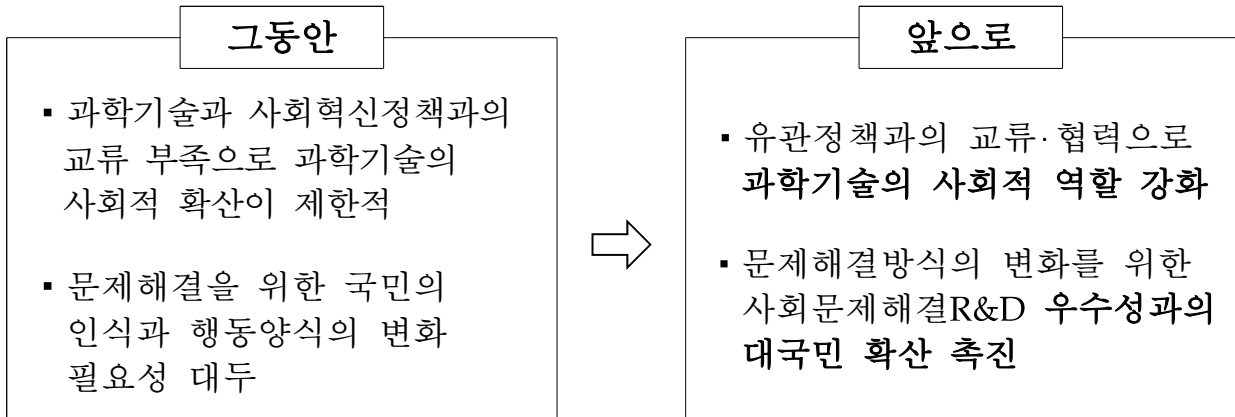 그동안
▪ 과학기술과 사회혁신정책과의
교류 부족으로 과학기술의
사회적 확산이 제한적
▪ 문제해결을 위한 국민의
인식과 행동양식의 변화
필요성 대두
앞으로
▪ 유관정책과의 교류·협력으로
과학기술의 사회적 역할 강화
▪ 문제해결방식의 변화를 위한
사회문제해결R&D 우수성과의
대국민 확산 촉진